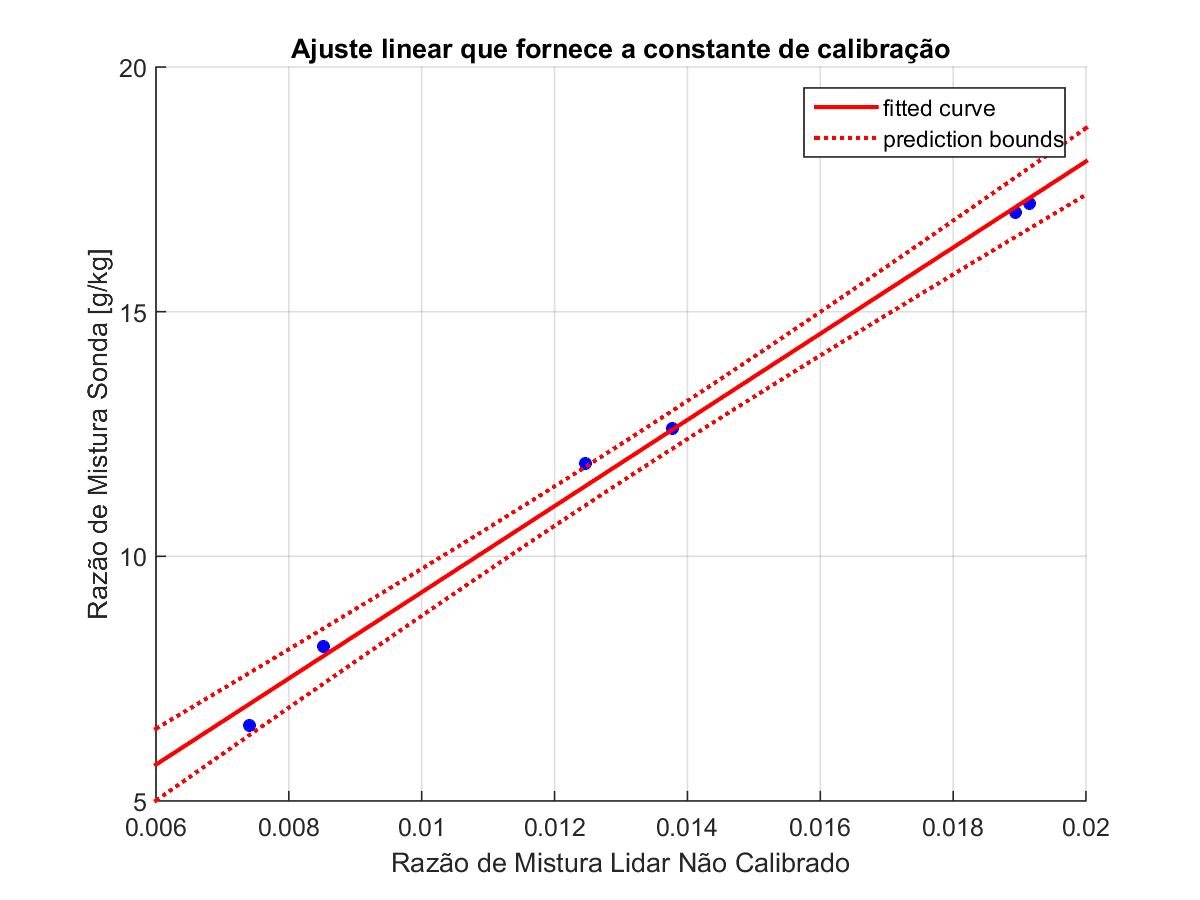 Ajuste linear que fornece a constante de calibração
fitted curve
prediction bounds
20
15
10
5
Razão de Mistura Sonda [g/kg]
0.006 0.008 0.01 0.012 0.014 0.016 0.018 0.02
Razão de Mistura Lidar Não Calibrado